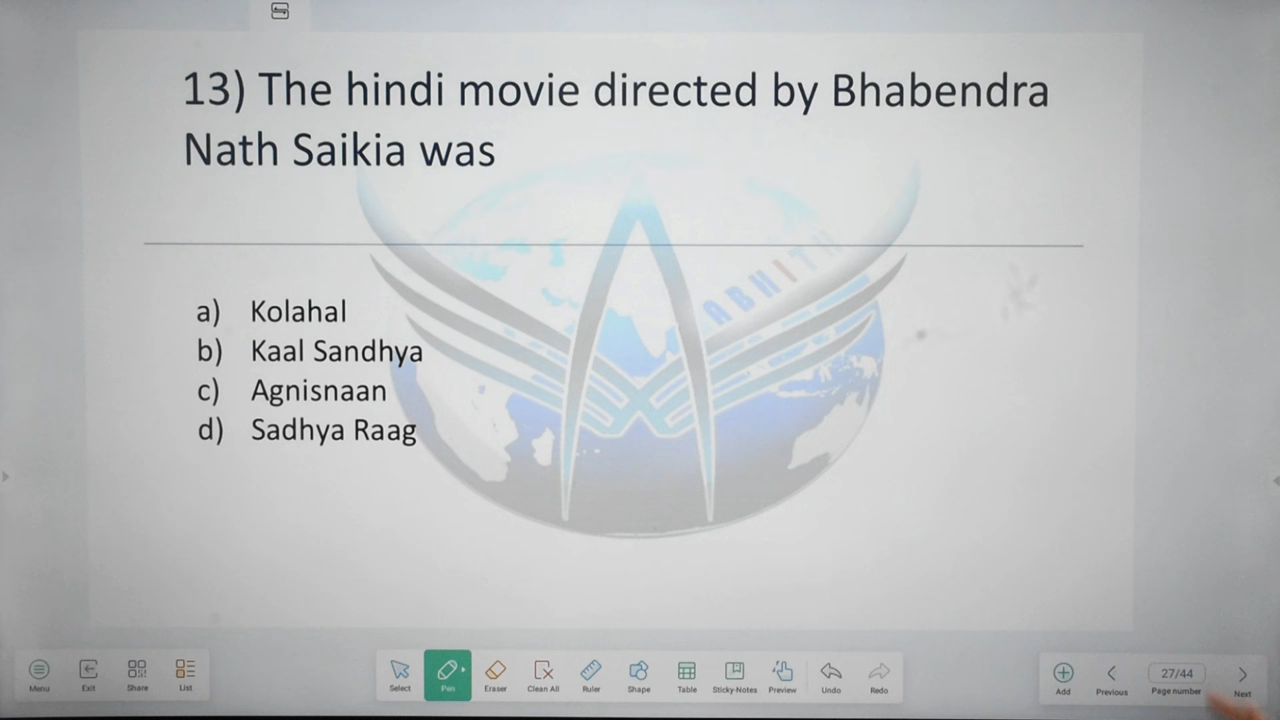 13) The hindi movie directed by Bhabendra
Nath Saikia was
ABHITH
a) Kolahal
b) Kaal Sandhya
c) Agnisnaan
d) Sadhya Raag
Menu
Exit
Share
List
Select
Pen
Eraser
Clean All
Ruler
Shape
Table
Sticky-Notes
Preview
Undo
Redo
Add
Previous
27/44
Page number
Next